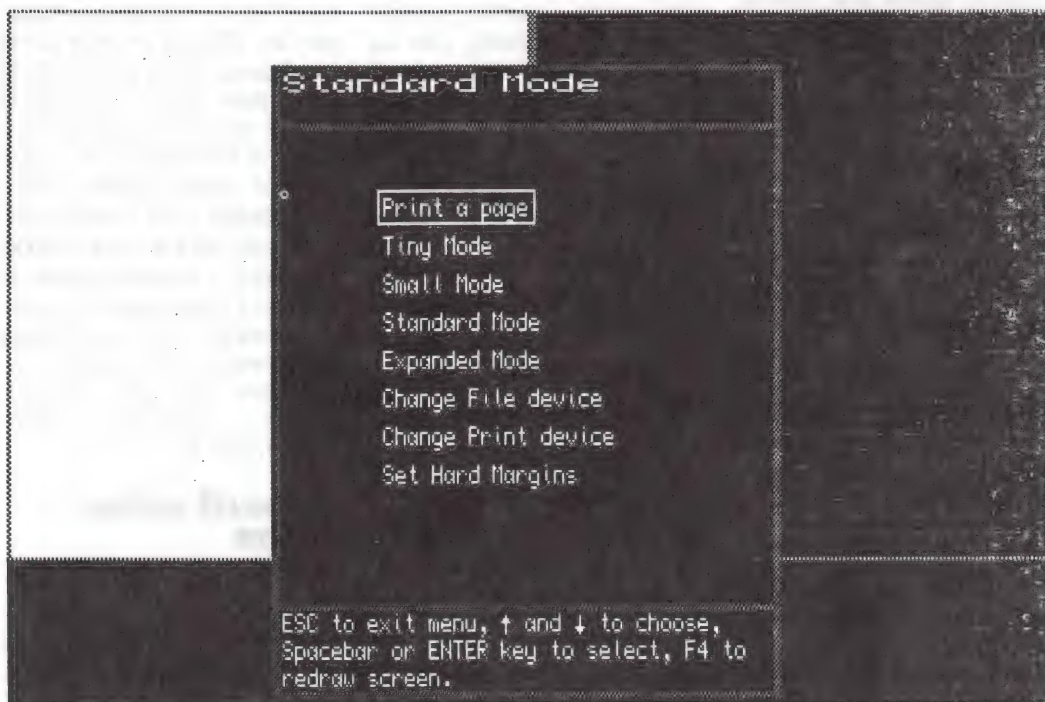 Standard Mode
Print a page
Tiny Mode
Small Mode
Standard Mode
Expanded Mode
Change File device
Change Print device
Set Hard Margins
ESC to exit menu, ↑ and ↓ to choose,
Spacebar or ENTER key to select, F4 to
redraw screen.